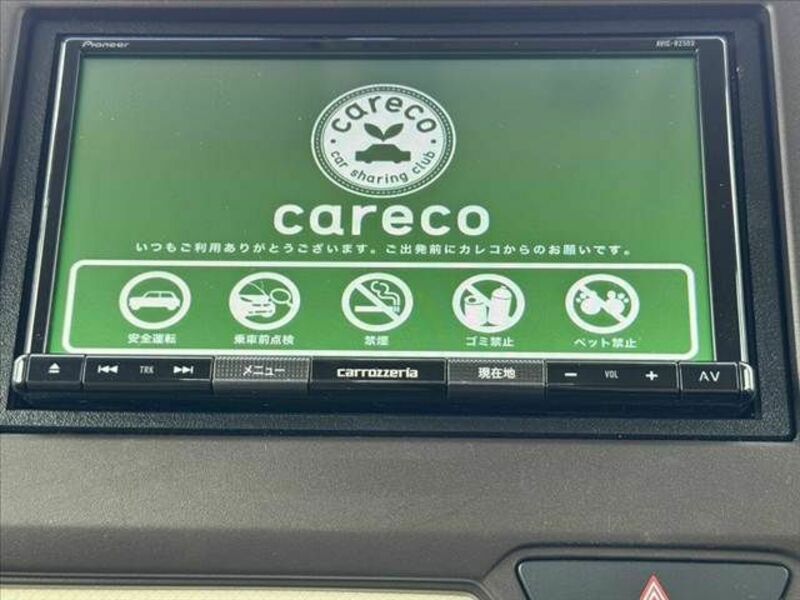 Pioneer AVIC-RZ503
careco
car sharing club
careco
いつもご利用ありがとうございます。ご出発前にカレコからのお願いです。
安全運転 乗車前点検 禁煙 ゴミ禁止 ペット禁止
TRK メニュー carrozzeria 現在地 VOL AV